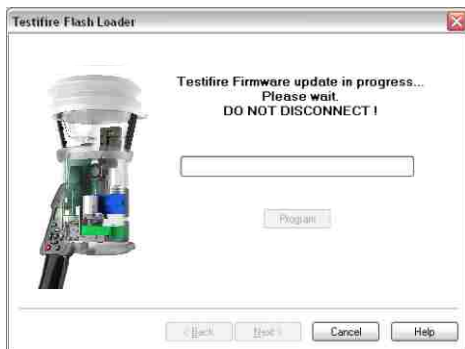 Testifire Flash Loader
Testifire Firmware update in progress...
Please wait.
DO NOT DISCONNECT !
Program
< Back Next > Cancel Help